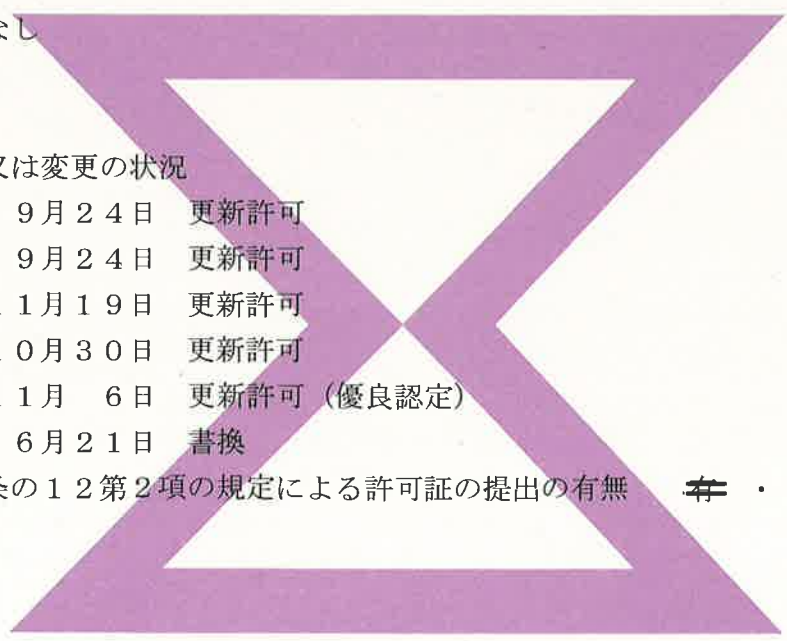 なし
又は変更の状況
９月２４日　更新許可
９月２４日　更新許可
１月１９日　更新許可
０月３０日　更新許可
１月　６日　更新許可（優良認定）
６月２１日　書換
条の１２第２項の規定による許可証の提出の有無　　有　・